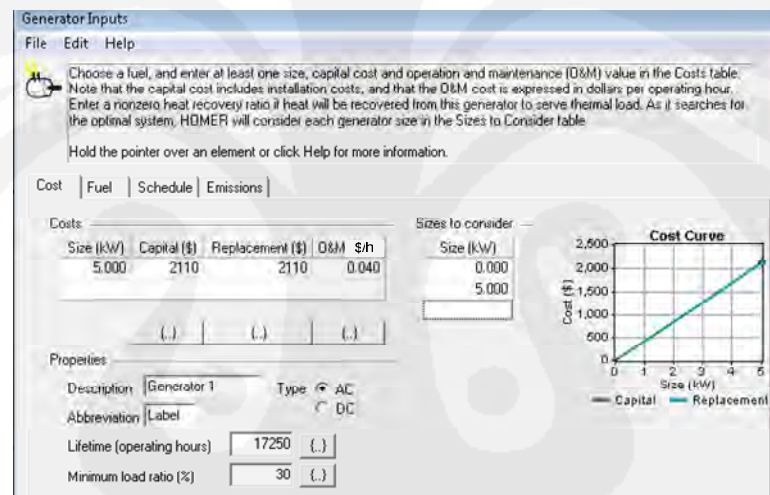 Generator Inputs
File Edit Help
Choose a fuel, and enter at least one size, capital cost and operation and maintenance (O&M) value in the Costs table.
Note that the capital cost includes installation costs, and that the O&M cost is expressed in dollars per operating hour.
Enter a nonzero heat recovery ratio if heat will be recovered from this generator to serve thermal load. As it searches for
the optimal system, HOMER will consider each generator size in the Sizes to Consider table
Hold the pointer over an element or click Help for more information.
Cost Fuel Schedule Emissions
Costs
Size (kW) Capital ($) Replacement ($) O&M $/h
5.000 2110 2110 0.040
{..} {..} {..}
Sizes to consider
Size (kW)
0.000
5.000
Cost Curve
Cost ($)
2,500
2,000
1,500
1,000
500
0
0 1 2 3 4 5
Size (kW)
Capital Replacement
Properties
Description Generator 1 Type AC
DC
Abbreviation Label
Lifetime (operating hours) 17250 {..}
Minimum load ratio (%) 30 {..}